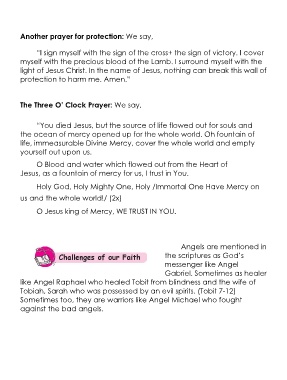 Another prayer for protection: We say,
"I sign myself with the sign of the cross+ the sign of victory. I cover
myself with the precious blood of the Lamb. I surround myself with the
light of Jesus Christ. In the name of Jesus, nothing can break this wall of
protection to harm me. Amen."
The Three O' Clock Prayer: We say,
"You died Jesus, but the source of life flowed out for souls and
the ocean of mercy opened up for the whole world. Oh fountain of
life, immeasurable Divine Mercy, cover the whole world and empty
yourself out upon us.
O Blood and water which flowed out from the Heart of
Jesus, as a fountain of mercy for us, I trust in You.
Holy God, Holy Mighty One, Holy /Immortal One Have Mercy on
us and the whole world!/ (2x)
O Jesus king of Mercy, WE TRUST IN YOU.
Challenges of our Faith
Angels are mentioned in
the scriptures as God's
messenger like Angel
Gabriel. Sometimes as healer
like Angel Raphael who healed Tobit from blindness and the wife of
Tobiah, Sarah who was possessed by an evil spirits. (Tobit 7-12)
Sometimes too, they are warriors like Angel Michael who fought
against the bad angels.